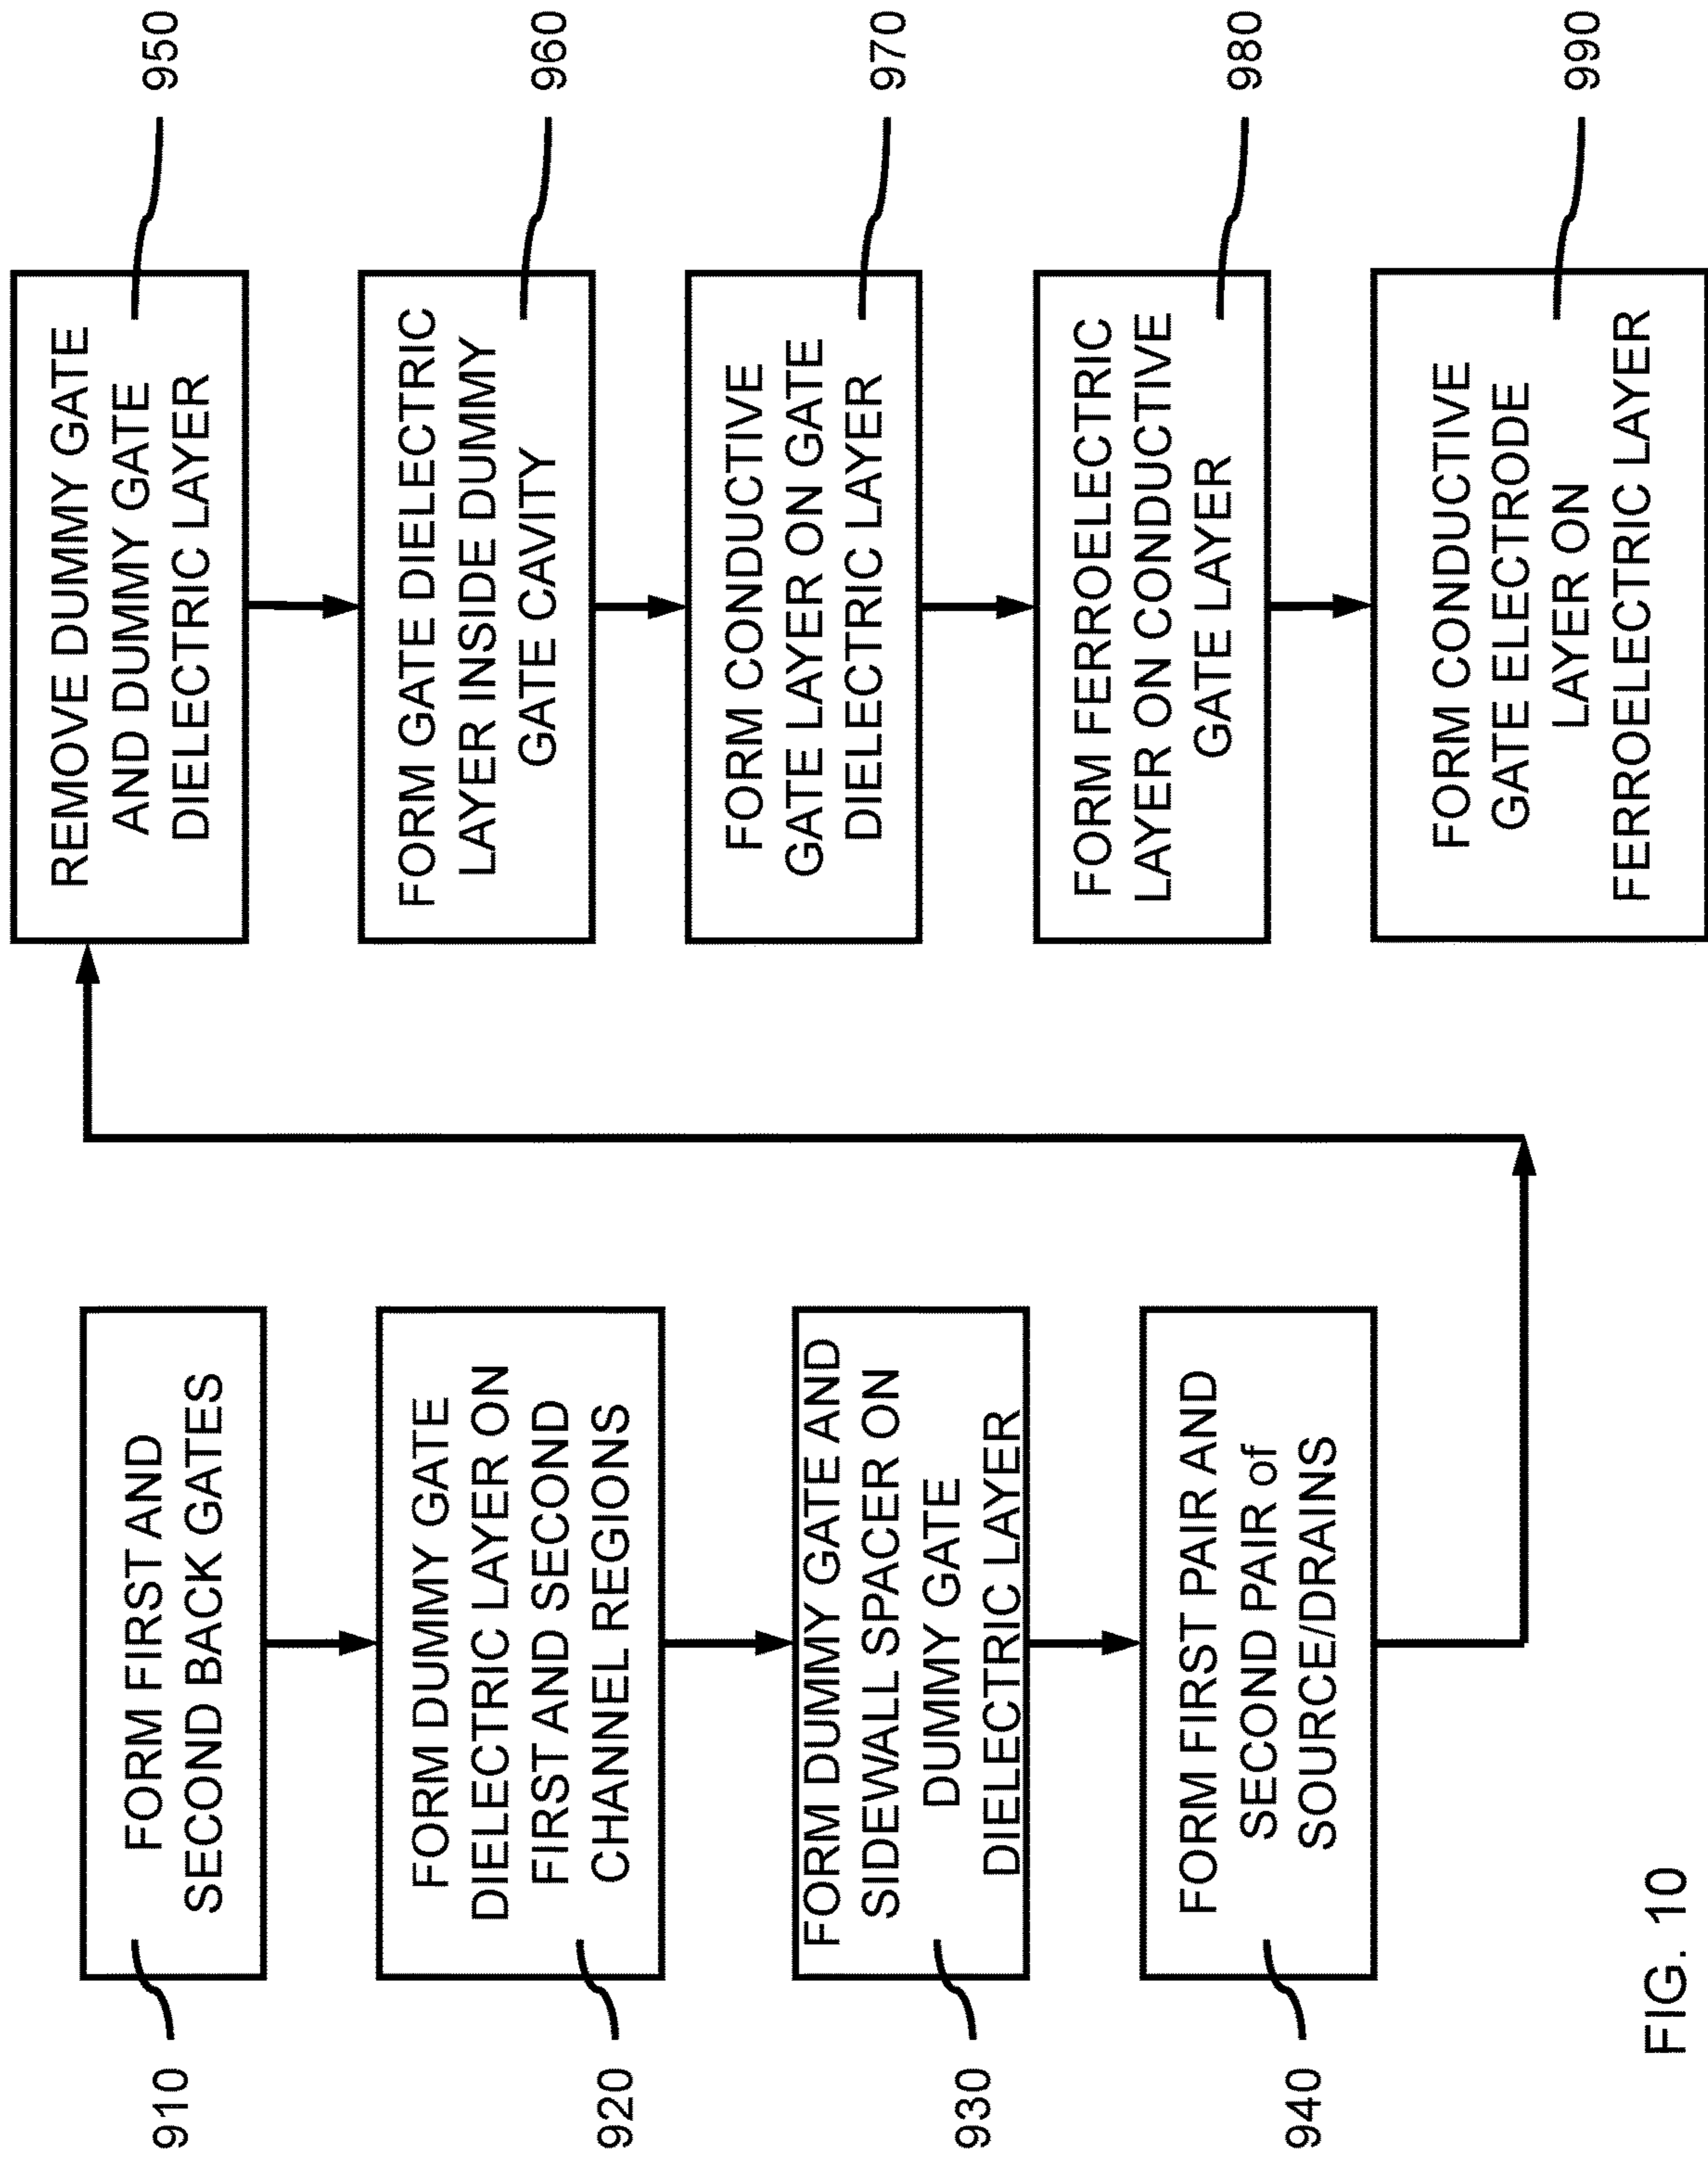 910
FORM FIRST AND
SECOND BACK GATES
920
FORM DUMMY GATE
DIELECTRIC LAYER ON
FIRST AND SECOND
CHANNEL REGIONS
930
FORM DUMMY GATE AND
SIDEWALL SPACER ON
DUMMY GATE
DIELECTRIC LAYER
940
FORM FIRST PAIR AND
SECOND PAIR of
SOURCE/DRAINS
950
REMOVE DUMMY GATE
AND DUMMY GATE
DIELECTRIC LAYER
960
FORM GATE DIELECTRIC
LAYER INSIDE DUMMY
GATE CAVITY
970
FORM CONDUCTIVE
GATE LAYER ON GATE
DIELECTRIC LAYER
980
FORM FERROELECTRIC
LAYER ON CONDUCTIVE
GATE LAYER
990
FORM CONDUCTIVE
GATE ELECTRODE
LAYER ON
FERROELECTRIC LAYER
FIG. 10